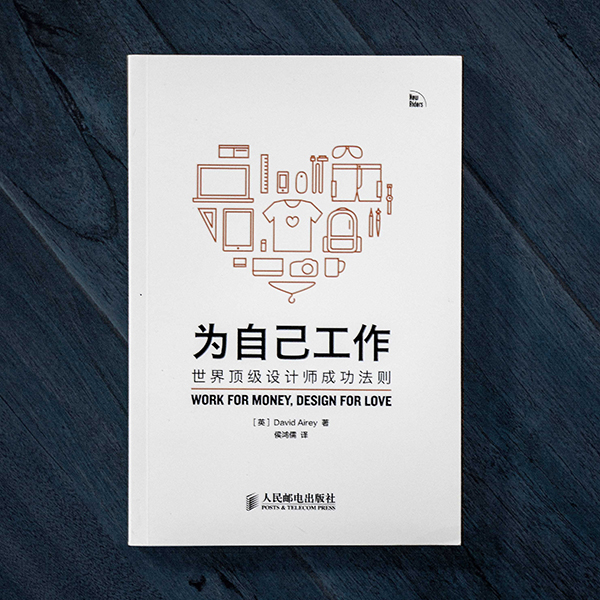 New
Riders
为自己工作
世界顶级设计师成功法则
WORK FOR MONEY, DESIGN FOR LOVE
［英］David Airey 著
侯鸿儒 译
人民邮电出版社
POSTS & TELECOM PRESS